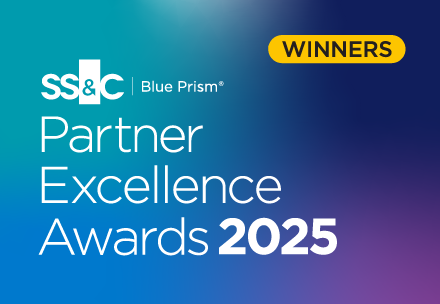 WINNERS
SS&C | Blue Prism®
Partner
Excellence
Awards 2025